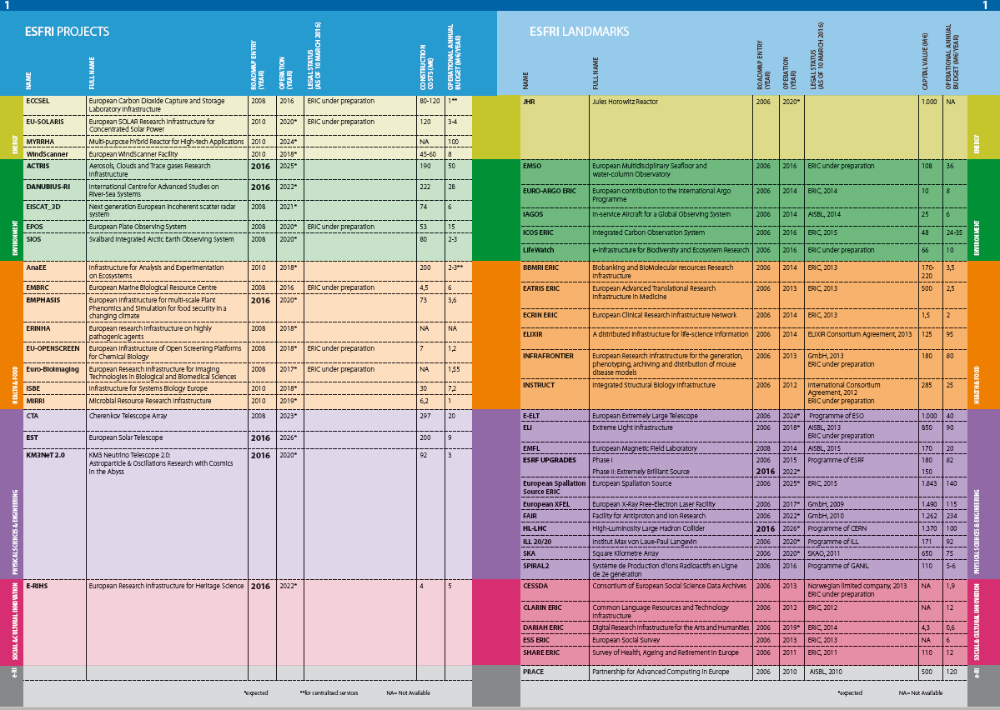 1
1
ESFRI PROJECTS
NAME
FULL NAME
ROADMAP ENTRY
(YEAR)
OPERATION
(YEAR)
LEGAL STATUS
(AS OF 10 MARCH 2016)
CONSTRUCTION
COSTS (M€)
OPERATIONAL ANNUAL
BUDGET (M€/YEAR)
ENERGY
ECCSEL European Carbon Dioxide Capture and Storage 2008 2016 ERIC under preparation 80-120 1**
Laboratory Infrastructure
EU-SOLARIS European SOLAR Research Infrastructure for 2010 2020* ERIC under preparation 120 3-4
Concentrated Solar Power
MYRRHA Multi-purpose hYbrid Reactor for High-tech Applications 2010 2024* NA 100
WindScanner European WindScanner Facility 2010 2018* 45-60 8
ENVIRONMENT
ACTRIS Aerosols, Clouds and Trace gases Research 2016 2025* 190 50
Infrastructure
DANUBIUS-RI International Centre for Advanced Studies on 2016 2022* 222 28
River-Sea Systems
EISCAT_3D Next generation European incoherent scatter radar 2008 2021* 74 6
system
EPOS European Plate Observing System 2008 2020* ERIC under preparation 53 15
SIOS Svalbard Integrated Arctic Earth Observing System 2008 2020* 80 2-3
HEALTH & FOOD
AnaEE Infrastructure for Analysis and Experimentation 2010 2018* 200 2-3**
on Ecosystems
EMBRC European Marine Biological Resource Centre 2008 2016 ERIC under preparation 4,5 6
EMPHASIS European Infrastructure for multi-scale Plant 2016 2020* 73 3,6
Phenomics and Simulation for food security in a
changing climate
ERINHA European research infrastructure on highly 2008 2018* NA NA
pathogenic agents
EU-OPENSCREEN European Infrastructure of Open Screening Platforms 2008 2018* ERIC under preparation 7 1,2
for Chemical Biology
Euro-BioImaging European Research Infrastructure for Imaging 2008 2017* ERIC under preparation NA 1,55
Technologies in Biological and Biomedical Sciences
ISBE Infrastructure for Systems Biology Europe 2010 2018* 30 7,2
MIRRI Microbial Resource Research Infrastructure 2010 2019* 6,2 1
PHYSICAL SCIENCES & ENGINEERING
CTA Cherenkov Telescope Array 2008 2023* 297 20
EST European Solar Telescope 2016 2026* 200 9
KM3NeT 2.0 KM3 Neutrino Telescope 2.0: 2016 2020* 92 3
Astroparticle & Oscillations Research with Cosmics
in the Abyss
SOCIAL & CULTURAL INNOVATION
E-RIHS European Research Infrastructure for Heritage Science 2016 2022* 4 5
e-RI
*expected **for centralised services NA= Not Available
ESFRI LANDMARKS
NAME
FULL NAME
ROADMAP ENTRY
(YEAR)
OPERATION
(YEAR)
LEGAL STATUS
(AS OF 10 MARCH 2016)
CAPITAL VALUE (M€)
OPERATIONAL ANNUAL
BUDGET (M€/YEAR)
JHR Jules Horowitz Reactor 2006 2020* 1.000 NA
ENERGY
EMSO European Multidisciplinary Seafloor and 2006 2016 ERIC under preparation 108 36
water-column Observatory
EURO-ARGO ERIC European contribution to the international Argo 2006 2014 ERIC, 2014 10 8
Programme
IAGOS In-service Aircraft for a Global Observing System 2006 2014 AISBL, 2014 25 6
ICOS ERIC Integrated Carbon Observation System 2006 2016 ERIC, 2015 48 24-35
LifeWatch e-Infrastructure for Biodiversity and Ecosystem Research 2006 2016 ERIC under preparation 66 10
ENVIRONMENT
BBMRI ERIC Biobanking and BioMolecular resources Research 2006 2014 ERIC, 2013 170- 3,5
Infrastructure 220
EATRIS ERIC European Advanced Translational Research 2006 2013 ERIC, 2013 500 2,5
Infrastructure in Medicine
ECRIN ERIC European Clinical Research Infrastructure Network 2006 2014 ERIC, 2013 1,5 2
ELIXIR A distributed infrastructure for life-science information 2006 2014 ELIXIR Consortium Agreement, 2013 125 95
INFRAFRONTIER European Research Infrastructure for the generation, 2006 2013 GmbH, 2013 180 80
phenotyping, archiving and distribution of mouse ERIC under preparation
disease models
INSTRUCT Integrated Structural Biology Infrastructure 2006 2012 International Consortium 285 25
Agreement, 2012
ERIC under preparation
HEALTH & FOOD
E-ELT European Extremely Large Telescope 2006 2024* Programme of ESO 1.000 40
ELI Extreme Light Infrastructure 2006 2018* AISBL, 2013 850 90
ERIC under preparation
EMFL European Magnetic Field Laboratory 2008 2014 AISBL, 2015 170 20
ESRF UPGRADES Phase I 2006 2015 Programme of ESRF 180 82
Phase II: Extremely Brilliant Source 2016 2022* 150
European Spallation European Spallation Source 2006 2025* ERIC, 2015 1.843 140
Source ERIC
European XFEL European X-Ray Free-Electron Laser Facility 2006 2017* GmbH, 2009 1.490 115
FAIR Facility for Antiproton and Ion Research 2006 2022* GmbH, 2010 1.262 234
HL-LHC High-Luminosity Large Hadron Collider 2016 2026* Programme of CERN 1.370 100
ILL 20/20 Institut Max von Laue-Paul Langevin 2006 2020* Programme of ILL 171 92
SKA Square Kilometre Array 2006 2020* SKAO, 2011 650 75
SPIRAL2 Système de Production d'Ions Radioactifs en Ligne 2006 2016 Programme of GANIL 110 5-6
de 2e génération
PHYSICAL SCIENCES & ENGINEERING
CESSDA Consortium of European Social Science Data Archives 2006 2013 Norwegian limited company, 2013 NA 1,9
ERIC under preparation
CLARIN ERIC Common Language Resources and Technology 2006 2012 ERIC, 2012 NA 12
Infrastructure
DARIAH ERIC Digital Research Infrastructure for the Arts and Humanities 2006 2019* ERIC, 2014 4,3 0,6
ESS ERIC European Social Survey 2006 2013 ERIC, 2013 NA 6
SHARE ERIC Survey of Health, Ageing and Retirement in Europe 2006 2011 ERIC, 2011 110 12
SOCIAL & CULTURAL INNOVATION
PRACE Partnership for Advanced Computing in Europe 2006 2010 AISBL, 2010 500 120
e-RI
*expected NA= Not Available